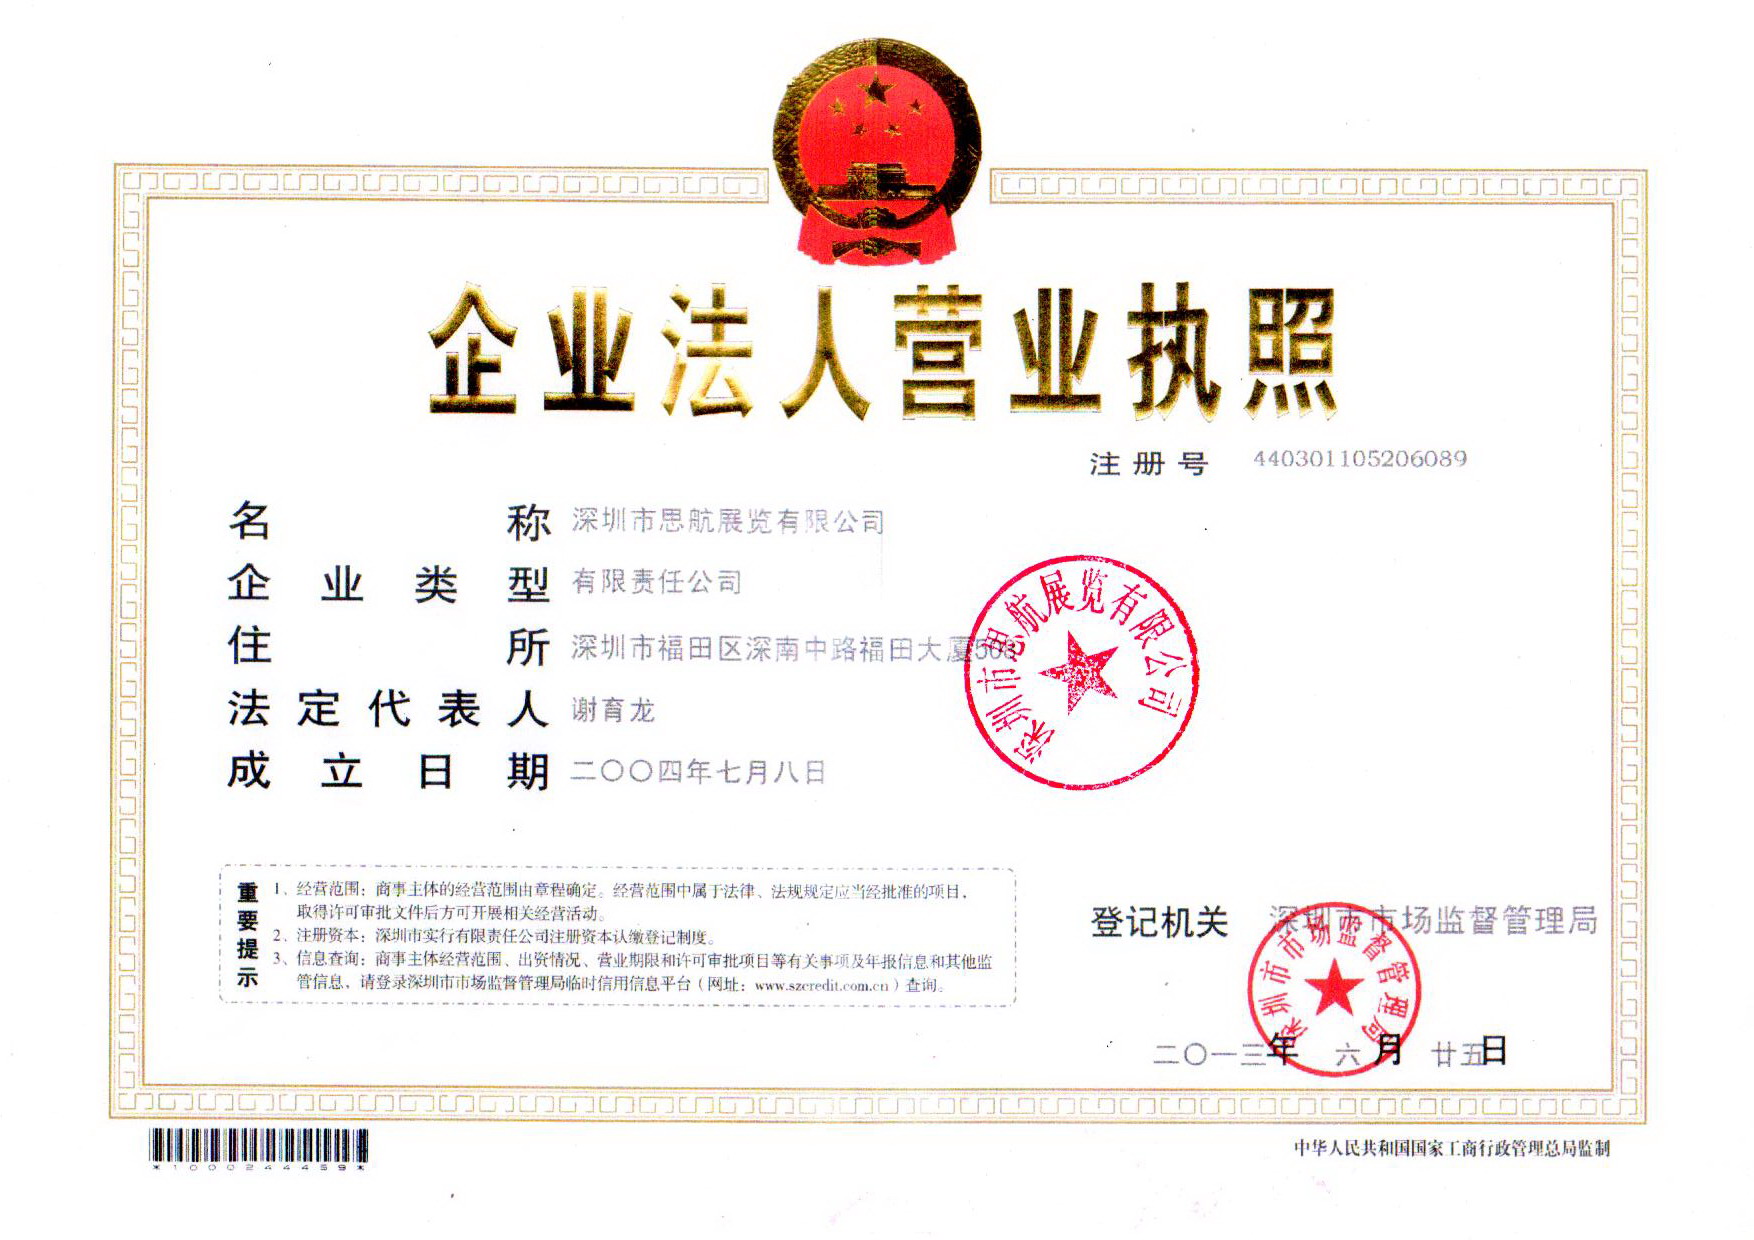 企业法人营业执照
注册号 440301105206089
名称 深圳市思航展览有限公司
企业类型 有限责任公司
住所 深圳市福田区深南中路福田大厦508
法定代表人 谢育龙
成立日期 二〇〇四年七月八日
深圳市思航展览有限公司
重要提示
1、经营范围：商事主体的经营范围由章程确定。经营范围中属于法律、法规规定应当经批准的项目，
取得许可审批文件后方可开展相关经营活动。
2、注册资本：深圳市实行有限责任公司注册资本认缴登记制度。
3、信息查询：商事主体经营范围、出资情况、营业期限和许可审批项目等有关事项及年报信息和其他监
管信息，请登录深圳市市场监督管理局临时信用信息平台（网址：www.szcredit.com.cn）查询。
登记机关 深圳市市场监督管理局
深圳市市场监督管理局
二〇一三年 六月 廿五日
*1000244459*
中华人民共和国国家工商行政管理总局监制